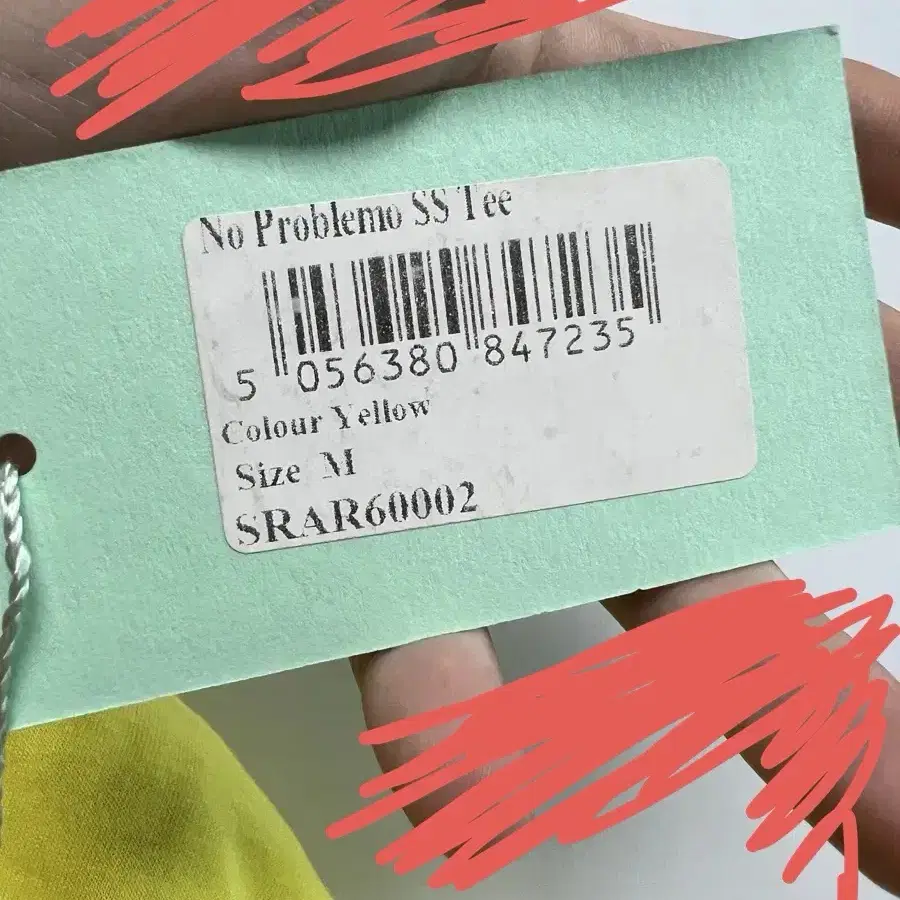 No Problemo SS Tee
5 056380 847235
Colour Yellow
Size M
SRAR60002